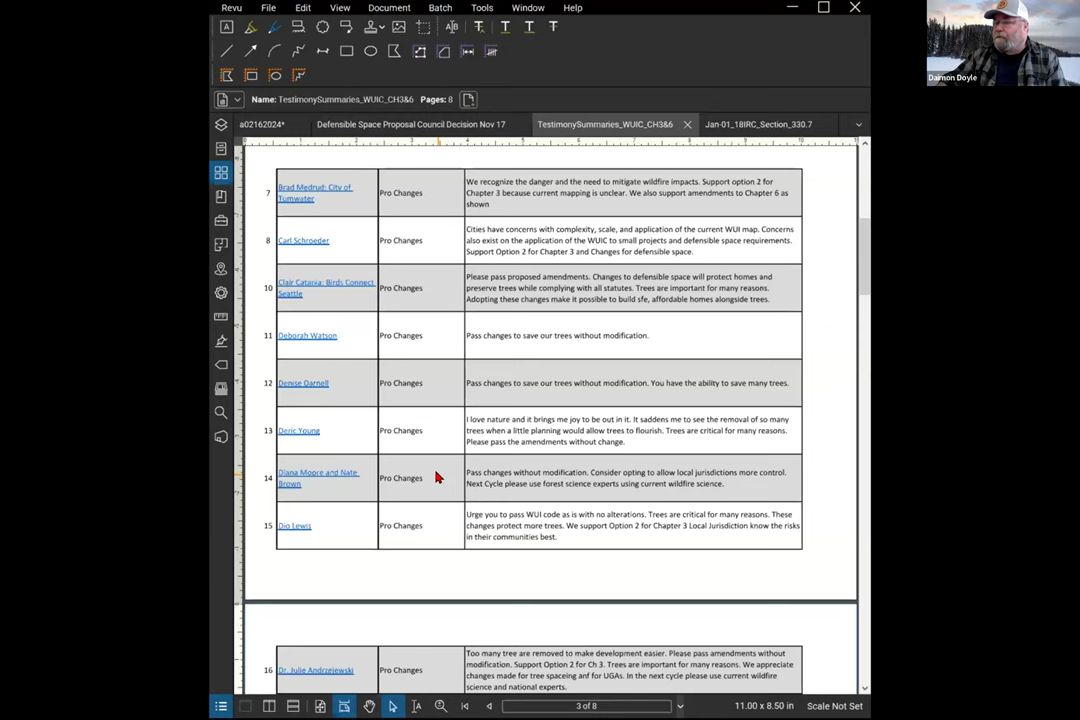 Revu File Edit View Document Batch Tools Window Help
Daimon Doyle
Name: TestimonySummaries_WUIC_CH3&6 Pages: 8
a02162024* Defensible Space Proposal Council Decision Nov 17 TestimonySummaries_WUIC_CH3&6 Jan-01_18IRC_Section_330.7
7 Brad Medrud: City of Tumwater Pro Changes
We recognize the danger and the need to mitigate wildfire impacts. Support option 2 for
Chapter 3 because current mapping is unclear. We also support amendments to Chapter 6 as
shown
8 Carl Schroeder Pro Changes
Cities have concerns with complexity, scale, and application of the current WUI map. Concerns
also exist on the application of the WUIC to small projects and defensible space requirements.
Support Option 2 for Chapter 3 and Changes for defensible space.
10 Clair Catania: Birds Connect Seattle Pro Changes
Please pass proposed amendments. Changes to defensible space will protect homes and
preserve trees while complying with all statutes. Trees are important for many reasons.
Adopting these changes make it possible to build sfe, affordable homes alongside trees.
11 Deborah Watson Pro Changes
Pass changes to save our trees without modification.
12 Denise Darnell Pro Changes
Pass changes to save our trees without modification. You have the ability to save many trees.
13 Deric Young Pro Changes
I love nature and it brings me joy to be out in it. It saddens me to see the removal of so many
trees when a little planning would allow trees to flourish. Trees are critical for many reasons.
Please pass the amendments without change.
14 Diana Moore and Nate Brown Pro Changes
Pass changes without modification. Consider opting to allow local jurisdictions more control.
Next Cycle please use forest science experts using current wildfire science.
15 Dio Lewis Pro Changes
Urge you to pass WUI code as is with no alterations. Trees are critical for many reasons. These
changes protect more trees. We support Option 2 for Chapter 3 Local Jurisdiction know the risks
in their communities best.
16 Dr. Julie Andrzejewski Pro Changes
Too many tree are removed to make development easier. Please pass amendments without
modification. Support Option 2 for Ch 3. Trees are important for many reasons. We appreciate
changes made for tree spaceing anf for UGAs. In the next cycle please use current wildfire
science and national experts.
3 of 8 11.00 x 8.50 in Scale Not Set